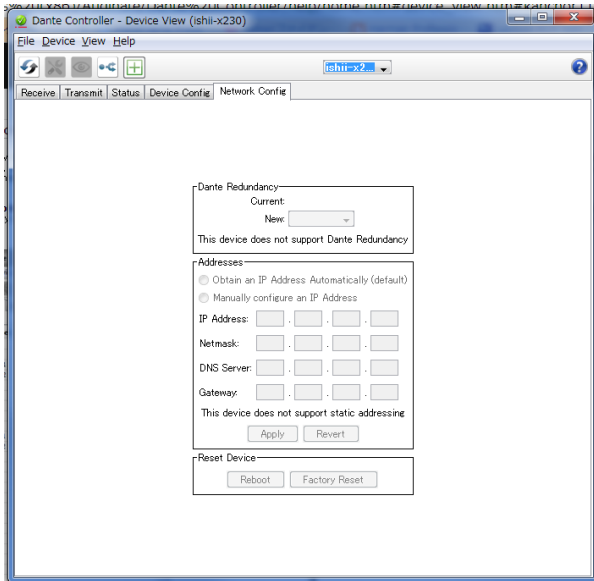 Dante Controller - Device View (ishii-x230)
File Device View Help
ishii-x2...
Receive Transmit Status Device Config Network Config
Dante Redundancy
Current:
New:
This device does not support Dante Redundancy
Addresses
Obtain an IP Address Automatically (default)
Manually configure an IP Address
IP Address: . . .
Netmask: . . .
DNS Server: . . .
Gateway: . . .
This device does not support static addressing
Apply Revert
Reset Device
Reboot Factory Reset